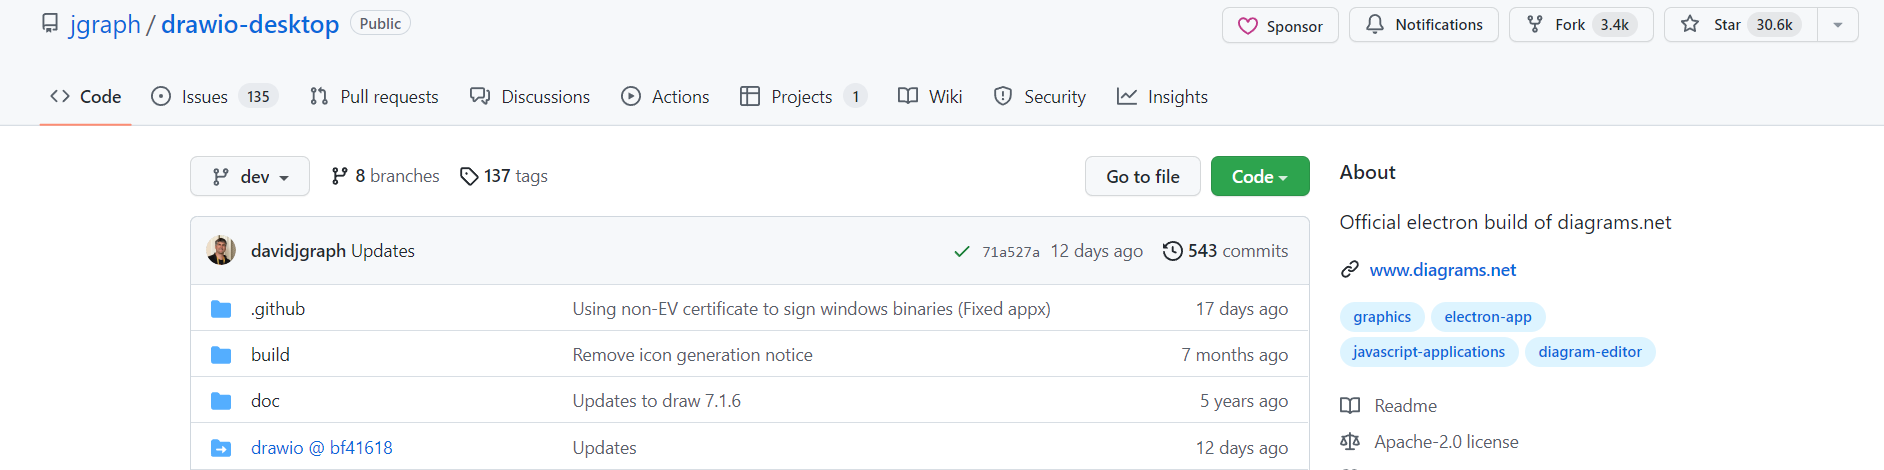 jgraph / drawio-desktop Public Sponsor Notifications Fork 3.4k Star 30.6k
Code Issues 135 Pull requests Discussions Actions Projects 1 Wiki Security Insights
dev 8 branches 137 tags Go to file Code
davidjgraph Updates 71a527a 12 days ago 543 commits
.github Using non-EV certificate to sign windows binaries (Fixed appx) 17 days ago
build Remove icon generation notice 7 months ago
doc Updates to draw 7.1.6 5 years ago
drawio @ bf41618 Updates 12 days ago
About
Official electron build of diagrams.net
www.diagrams.net
graphics electron-app
javascript-applications diagram-editor
Readme
Apache-2.0 license